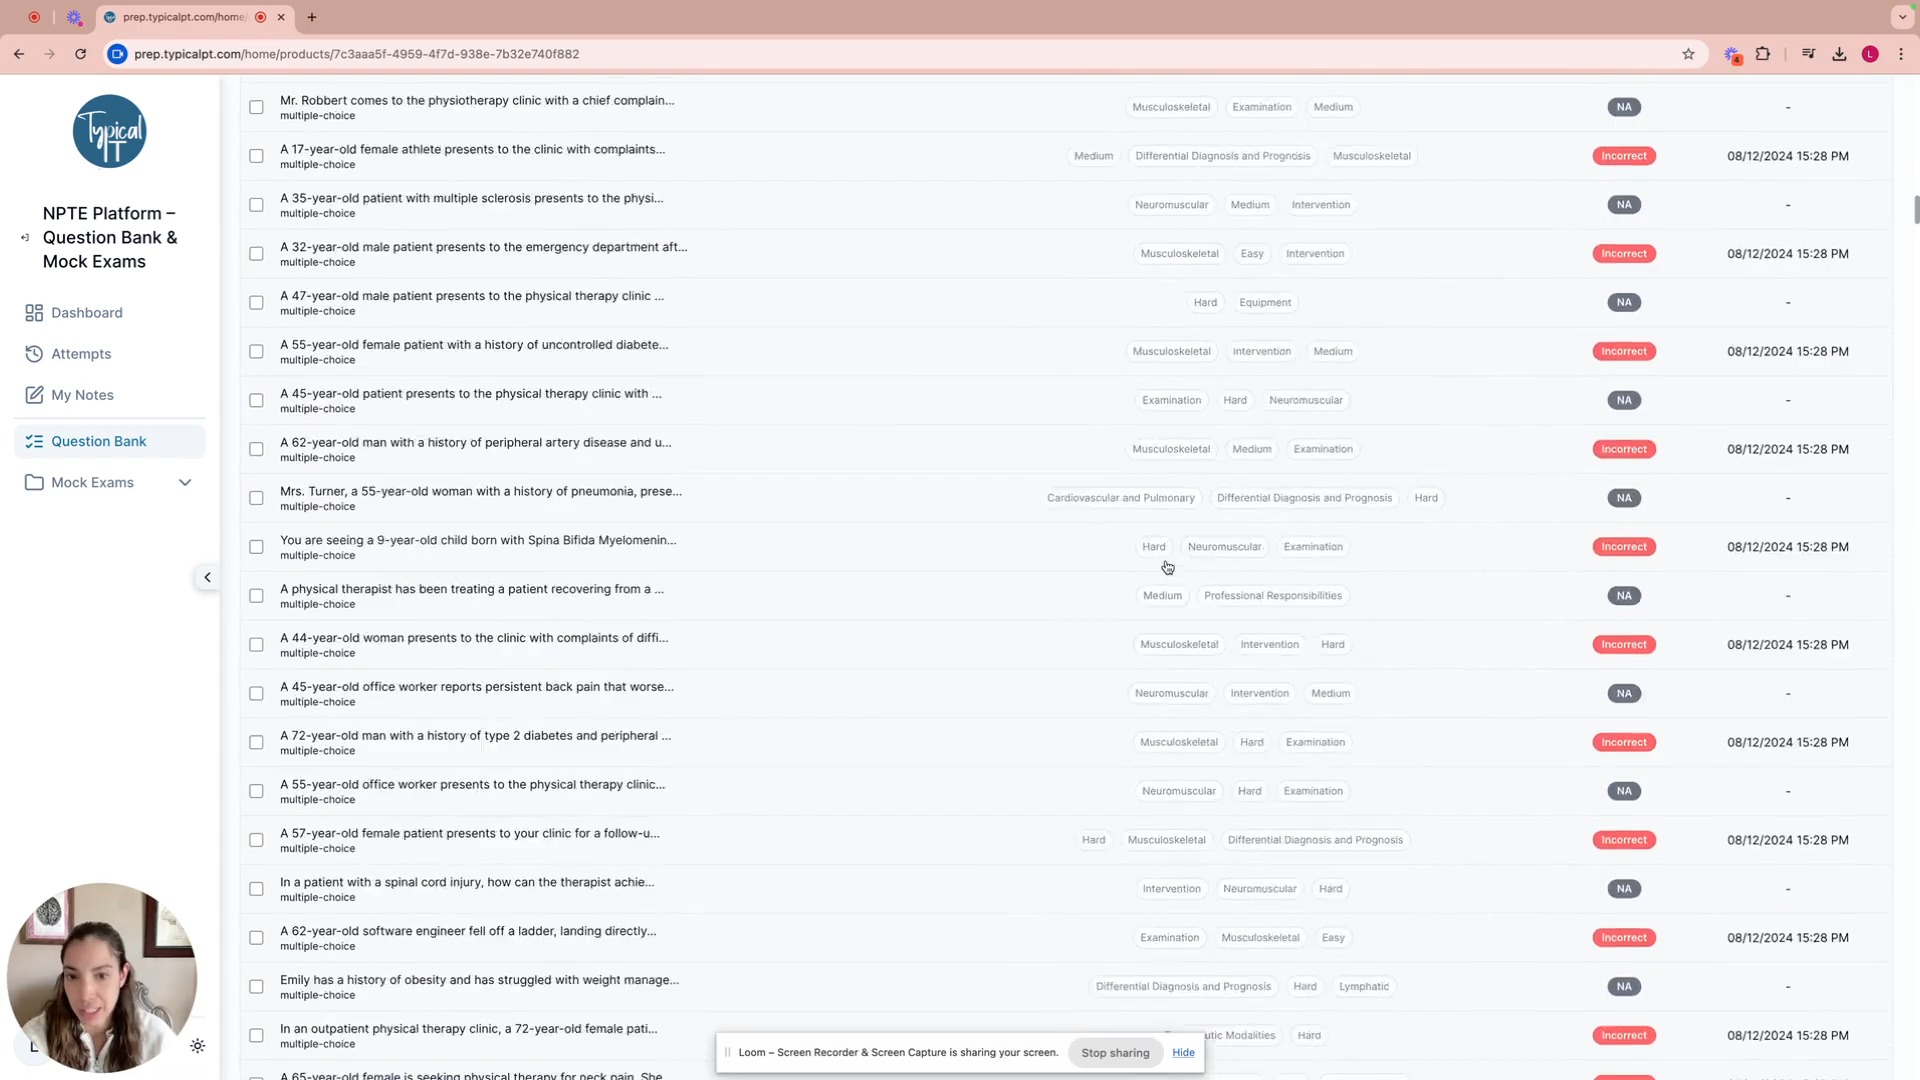 prep.typicalpt.com/home/
prep.typicalpt.com/home/products/7c3aaa5f-4959-4f7d-938e-7b32e740f882
4
L
Typical
PT
NPTE Platform –
Question Bank &
Mock Exams
Dashboard
Attempts
My Notes
Question Bank
Mock Exams
Mr. Robbert comes to the physiotherapy clinic with a chief complain...
multiple-choice
Musculoskeletal Examination Medium NA -
A 17-year-old female athlete presents to the clinic with complaints...
multiple-choice
Medium Differential Diagnosis and Prognosis Musculoskeletal Incorrect 08/12/2024 15:28 PM
A 35-year-old patient with multiple sclerosis presents to the physi...
multiple-choice
Neuromuscular Medium Intervention NA -
A 32-year-old male patient presents to the emergency department aft...
multiple-choice
Musculoskeletal Easy Intervention Incorrect 08/12/2024 15:28 PM
A 47-year-old male patient presents to the physical therapy clinic ...
multiple-choice
Hard Equipment NA -
A 55-year-old female patient with a history of uncontrolled diabete...
multiple-choice
Musculoskeletal Intervention Medium Incorrect 08/12/2024 15:28 PM
A 45-year-old patient presents to the physical therapy clinic with ...
multiple-choice
Examination Hard Neuromuscular NA -
A 62-year-old man with a history of peripheral artery disease and u...
multiple-choice
Musculoskeletal Medium Examination Incorrect 08/12/2024 15:28 PM
Mrs. Turner, a 55-year-old woman with a history of pneumonia, prese...
multiple-choice
Cardiovascular and Pulmonary Differential Diagnosis and Prognosis Hard NA -
You are seeing a 9-year-old child born with Spina Bifida Myelomenin...
multiple-choice
Hard Neuromuscular Examination Incorrect 08/12/2024 15:28 PM
A physical therapist has been treating a patient recovering from a ...
multiple-choice
Medium Professional Responsibilities NA -
A 44-year-old woman presents to the clinic with complaints of diffi...
multiple-choice
Musculoskeletal Intervention Hard Incorrect 08/12/2024 15:28 PM
A 45-year-old office worker reports persistent back pain that worse...
multiple-choice
Neuromuscular Intervention Medium NA -
A 72-year-old man with a history of type 2 diabetes and peripheral ...
multiple-choice
Musculoskeletal Hard Examination Incorrect 08/12/2024 15:28 PM
A 55-year-old office worker presents to the physical therapy clinic...
multiple-choice
Neuromuscular Hard Examination NA -
A 57-year-old female patient presents to your clinic for a follow-u...
multiple-choice
Hard Musculoskeletal Differential Diagnosis and Prognosis Incorrect 08/12/2024 15:28 PM
In a patient with a spinal cord injury, how can the therapist achie...
multiple-choice
Intervention Neuromuscular Hard NA -
A 62-year-old software engineer fell off a ladder, landing directly...
multiple-choice
Examination Musculoskeletal Easy Incorrect 08/12/2024 15:28 PM
Emily has a history of obesity and has struggled with weight manage...
multiple-choice
Differential Diagnosis and Prognosis Hard Lymphatic NA -
In an outpatient physical therapy clinic, a 72-year-old female pati...
multiple-choice
Modalities Hard Incorrect 08/12/2024 15:28 PM
A 65-year-old female is seeking physical therapy for neck pain. She
Loom – Screen Recorder & Screen Capture is sharing your screen. Stop sharing Hide